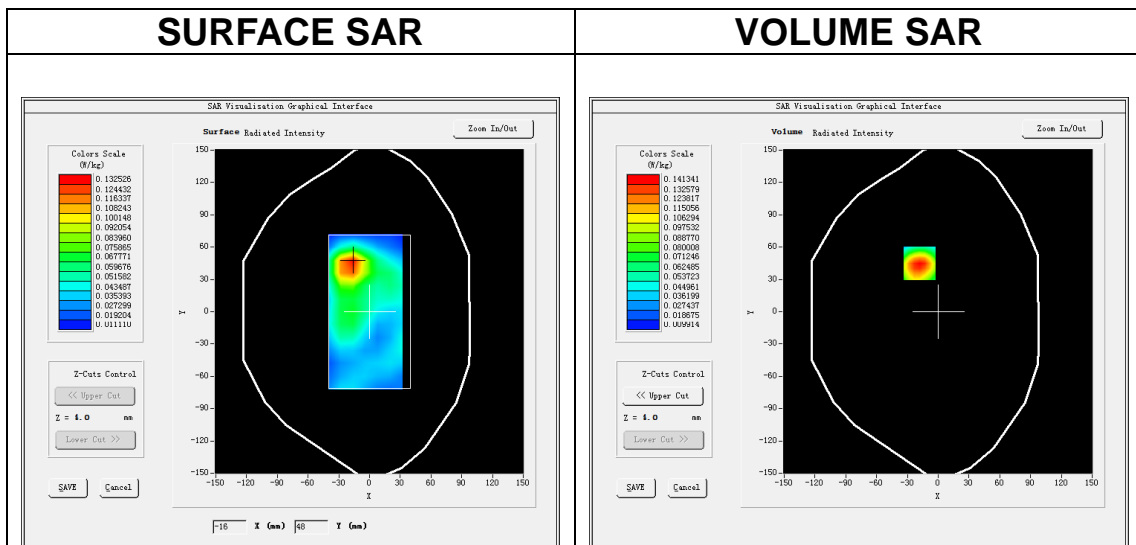 SURFACE SAR
VOLUME SAR
SAR Visualisation Graphical Interface
Surface Radiated Intensity
Zoom In/Out
Colors Scale
(W/kg)
0.132526
0.124432
0.116337
0.108243
0.100148
0.092054
0.083960
0.075865
0.067771
0.059676
0.051582
0.043487
0.035393
0.027299
0.019204
0.011110
150
120
90
60
30
0
-30
-60
-90
-120
-150
Y
-150 -120 -90 -60 -30 0 30 60 90 120 150
X
Z-Cuts Control
<< Upper Cut
Z = 4.0 mm
Lower Cut >>
SAVE
Cancel
-16 X (mm) 48 Y (mm)
SAR Visualisation Graphical Interface
Volume Radiated Intensity
Zoom In/Out
Colors Scale
(W/kg)
0.141341
0.132579
0.123817
0.115056
0.106294
0.097532
0.088770
0.080008
0.071246
0.062485
0.053723
0.044961
0.036199
0.027437
0.018675
0.009914
150
120
90
60
30
0
-30
-60
-90
-120
-150
Y
-150 -120 -90 -60 -30 0 30 60 90 120 150
X
Z-Cuts Control
<< Upper Cut
Z = 4.0 mm
Lower Cut >>
SAVE
Cancel